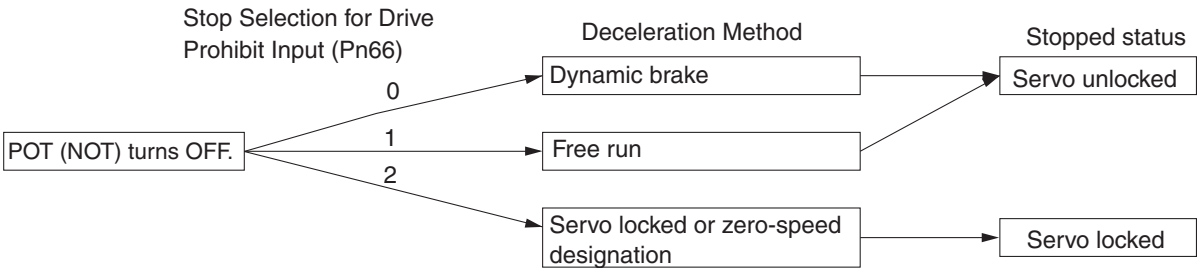 Stop Selection for Drive
Prohibit Input (Pn66)
Deceleration Method
Stopped status
POT (NOT) turns OFF.
0
Dynamic brake
Servo unlocked
1
Free run
2
Servo locked or zero-speed
designation
Servo locked